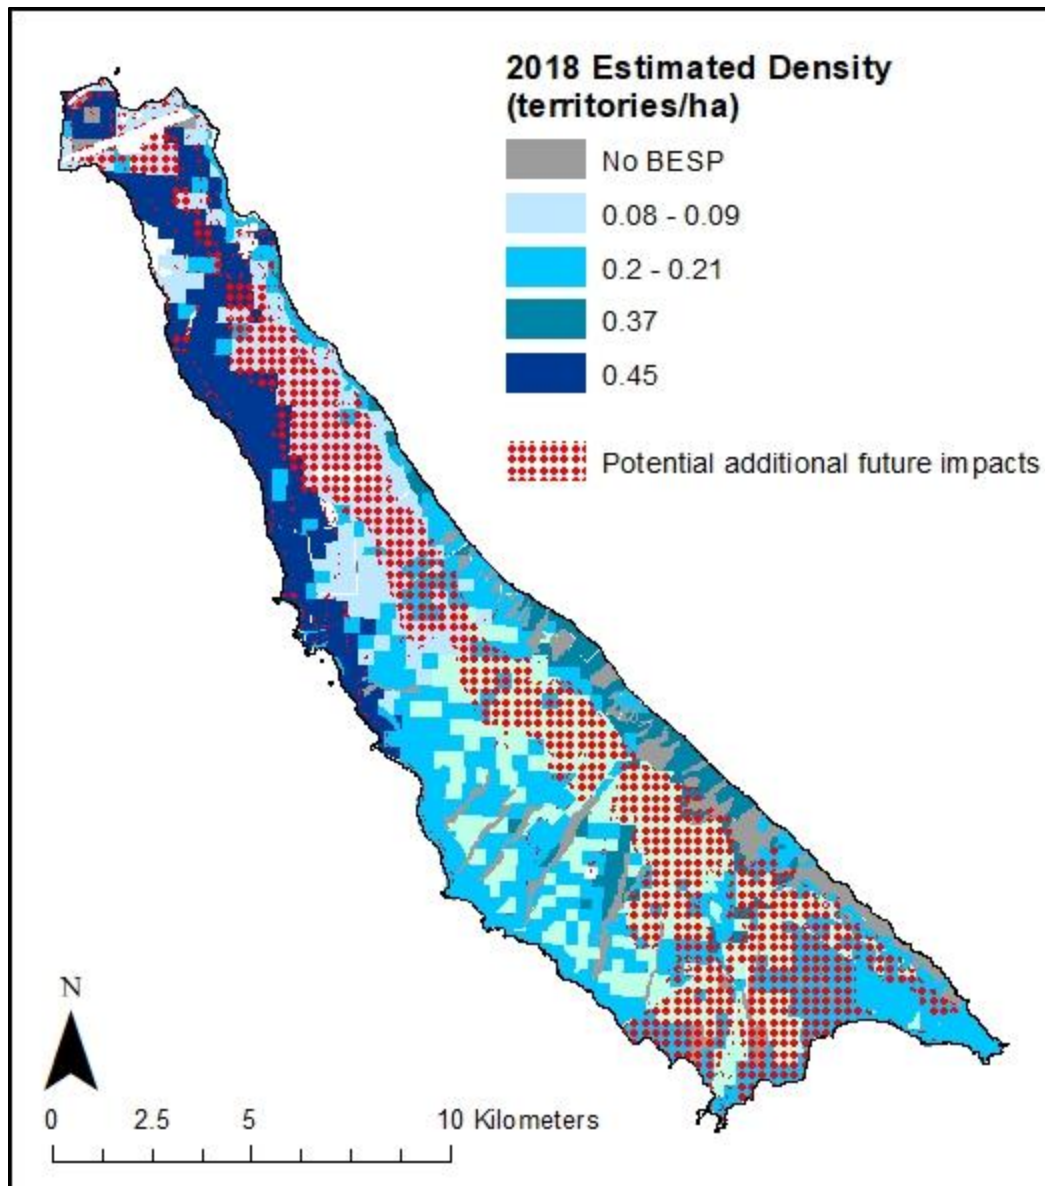 2018 Estimated Density
(territories/ha)
No BESP
0.08 - 0.09
0.2 - 0.21
0.37
0.45
Potential additional future impacts
N
0 2.5 5 10 Kilometers